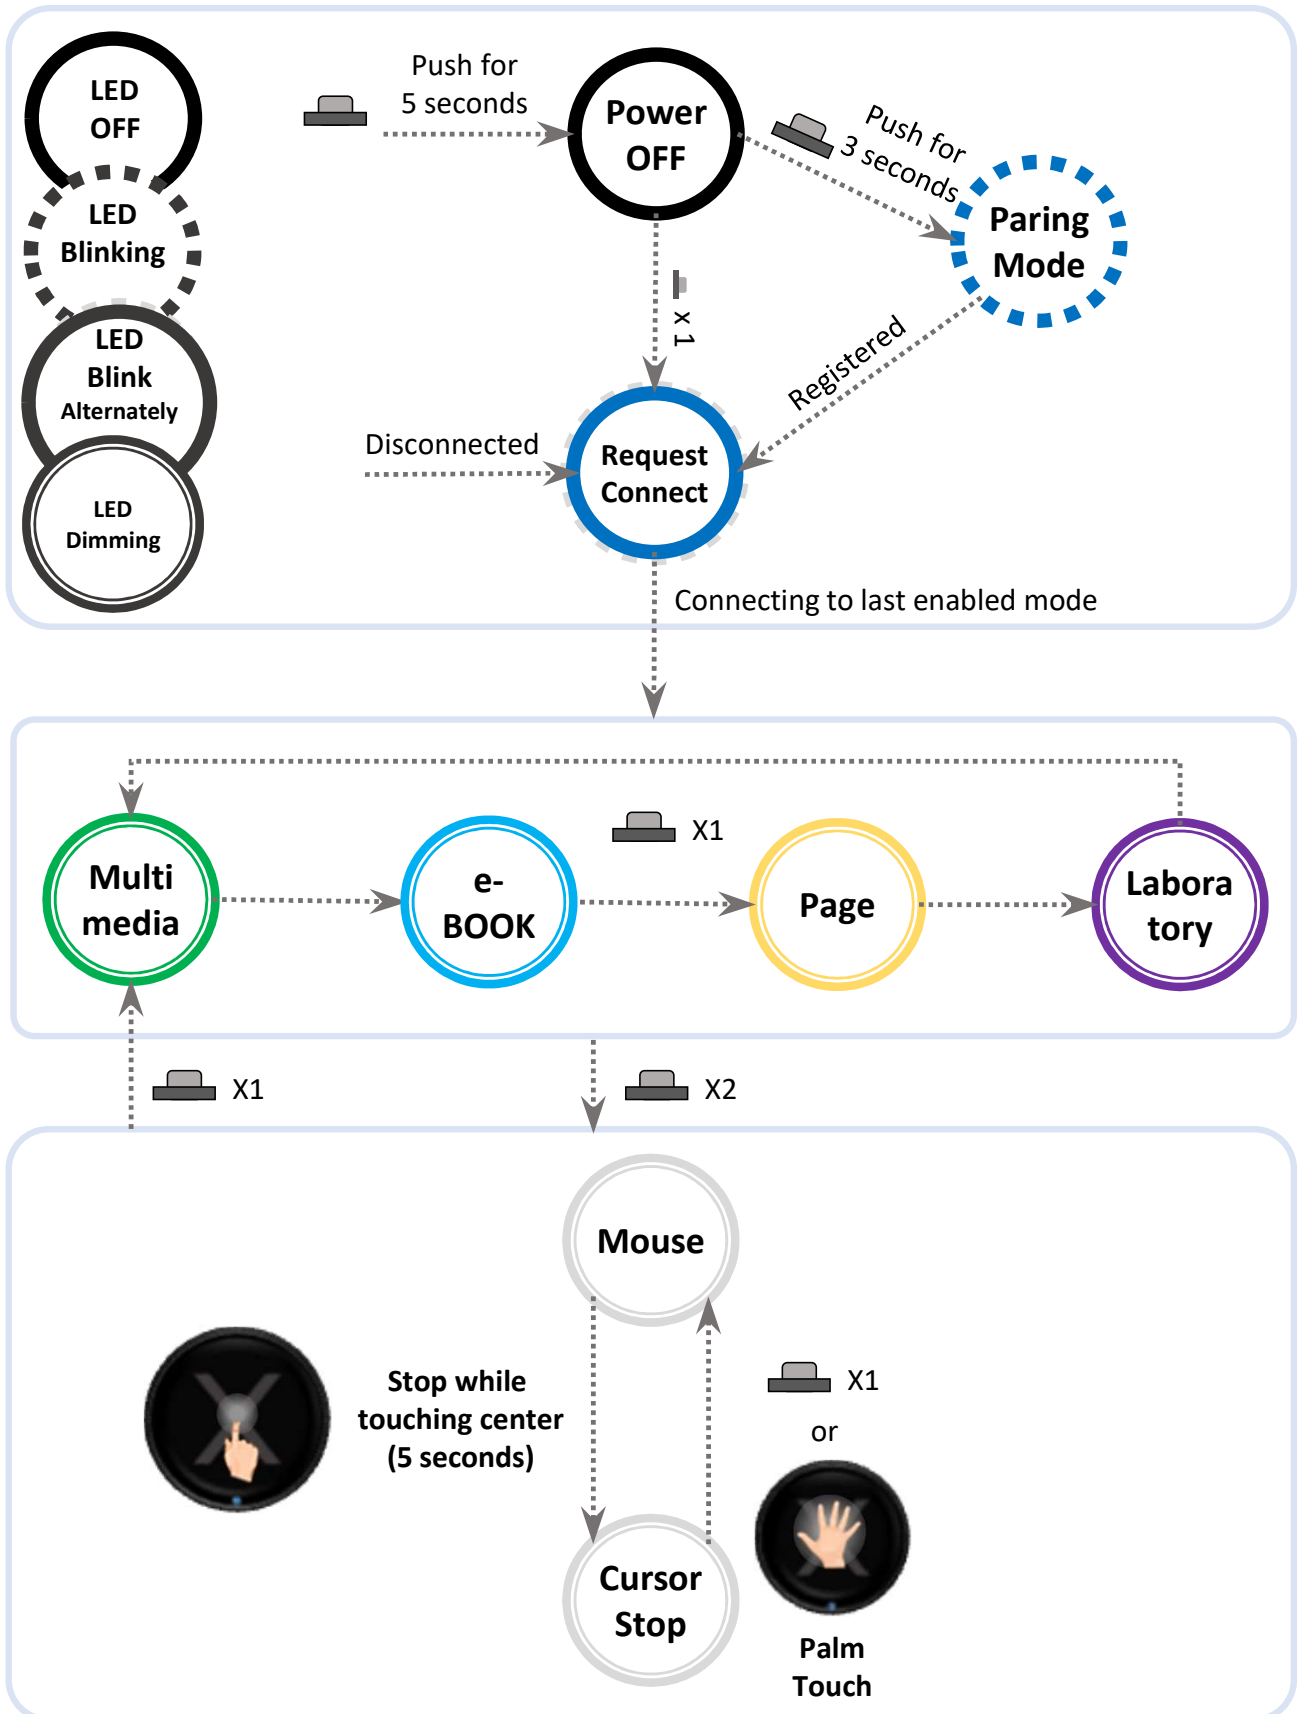 LED
OFF
LED
Blinking
LED
Blink
Alternately
LED
Dimming
Push for
5 seconds
Power
OFF
Push for
3 seconds
Paring
Mode
x 1
Registered
Disconnected
Request
Connect
Connecting to last enabled mode
X1
Multi
media
e-
BOOK
Page
Labora
tory
X1
X2
Mouse
Stop while
touching center
(5 seconds)
X1
or
Cursor
Stop
Palm
Touch